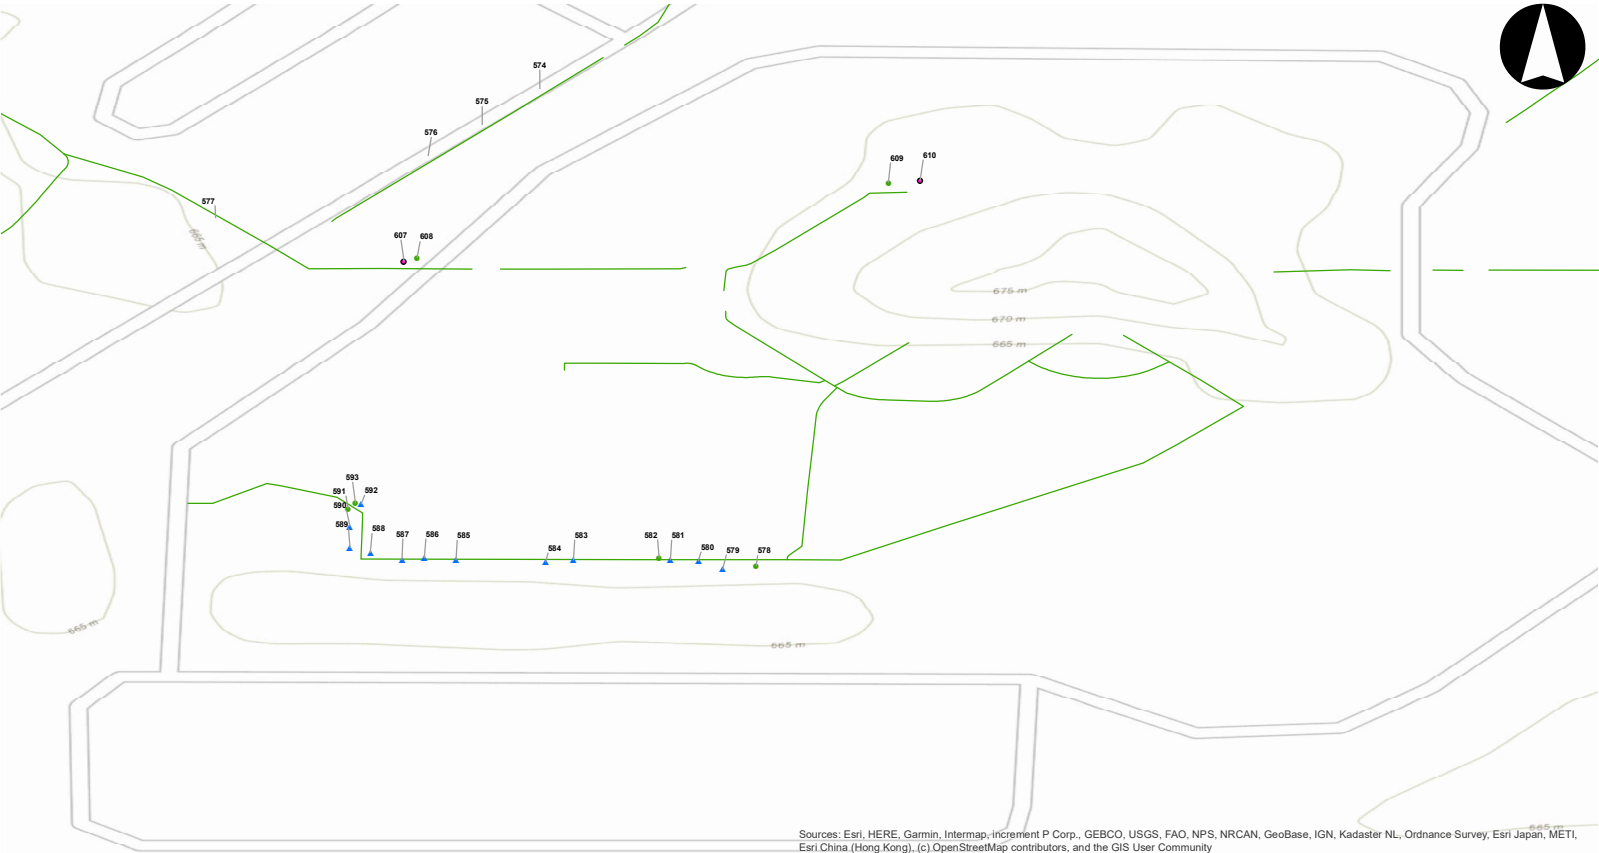 574
575
576
577
609
610
607
608
665 m
675 m
670 m
665 m
593
591
592
590
589
588
587
586
585
584
583
582
581
580
579
578
665 m
665 m
665 m
Sources: Esri, HERE, Garmin, Intermap, increment P Corp., GEBCO, USGS, FAO, NPS, NRCAN, GeoBase, IGN, Kadaster NL, Ordnance Survey, Esri Japan, METI,
Esri China (Hong Kong), (c) OpenStreetMap contributors, and the GIS User Community